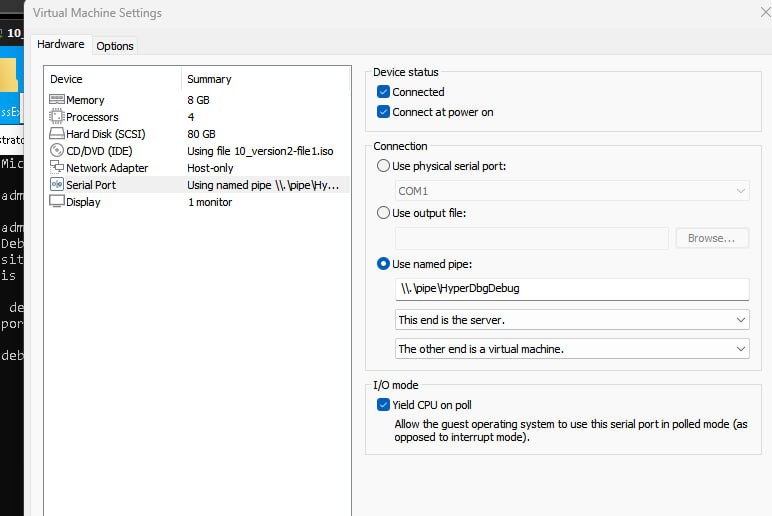 Virtual Machine Settings
10_
Hardware Options
Device Summary
Memory 8 GB
Processors 4
Hard Disk (SCSI) 80 GB
CD/DVD (IDE) Using file 10_version2-file1.iso
Network Adapter Host-only
Serial Port Using named pipe \\.\pipe\Hy...
Display 1 monitor
Device status
Connected
Connect at power on
Connection
Use physical serial port:
COM1
Use output file:
Browse...
Use named pipe:
\\.\pipe\HyperDbgDebug
This end is the server.
The other end is a virtual machine.
I/O mode
Yield CPU on poll
Allow the guest operating system to use this serial port in polled mode (as
opposed to interrupt mode).
ssEx
strato
Mic
adm
Deb
sit
is
de
por
deb